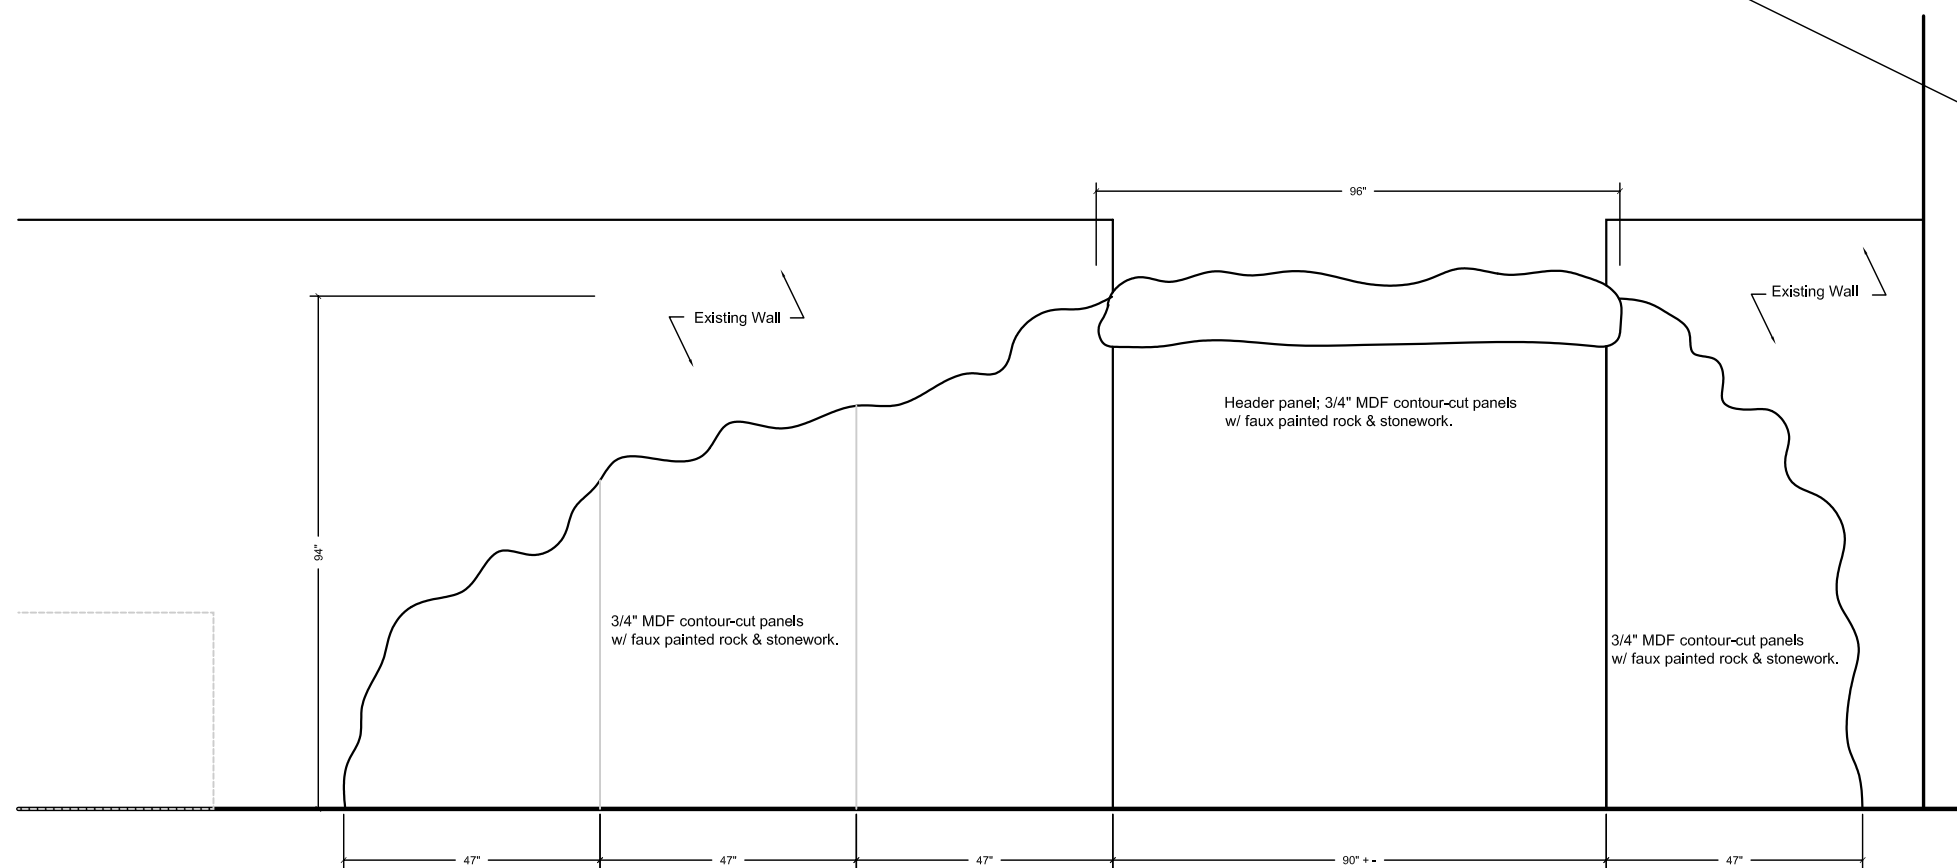 96"
Existing Wall
Existing Wall
Header panel; 3/4" MDF contour-cut panels
w/ faux painted rock & stonework.
94"
3/4" MDF contour-cut panels
w/ faux painted rock & stonework.
3/4" MDF contour-cut panels
w/ faux painted rock & stonework.
47"
47"
47"
90" + -
47"